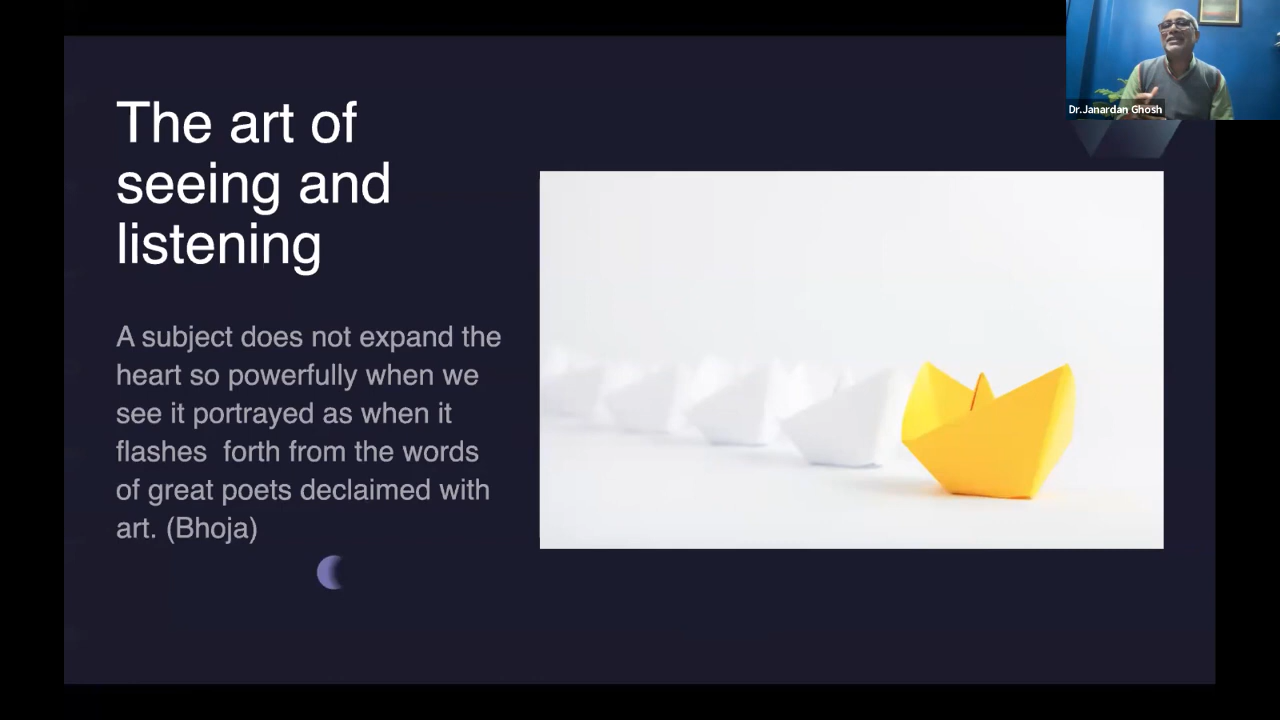 The art of
seeing and
listening
A subject does not expand the
heart so powerfully when we
see it portrayed as when it
flashes  forth from the words
of great poets declaimed with
art. (Bhoja)
Dr.Janardan Ghosh